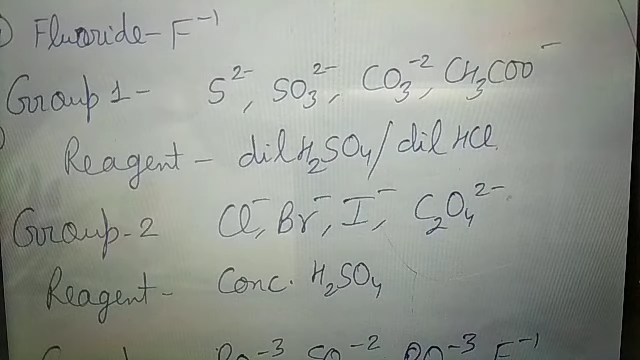 Fluoride - F⁻¹
Group 1 - S²⁻, SO₃²⁻, CO₃⁻², CH₃COO⁻
Reagent - dil H₂SO₄/dil HCl.
Group-2 Cl⁻, Br⁻, I⁻, C₂O₄²⁻
Reagent - Conc. H₂SO₄